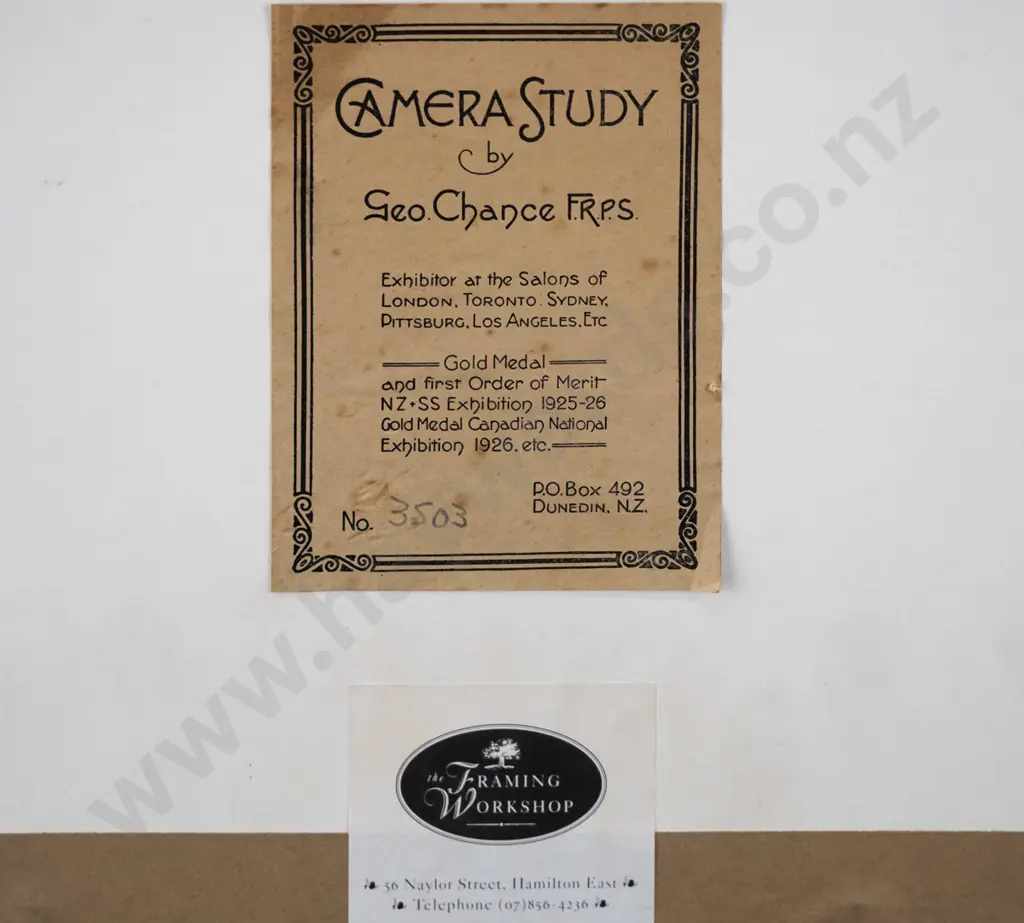 CAMERA STUDY
by
Geo. Chance F.R.P.S.
Exhibitor at the Salons of
LONDON, TORONTO. SYDNEY,
PITTSBURG, LOS ANGELES, ETC
Gold Medal
and first Order of Merit
NZ+SS Exhibition 1925-26
Gold Medal Canadian National
Exhibition 1926. etc.
P.O. Box 492
DUNEDIN, N.Z.
No. 3503
the FRAMING
WORKSHOP
56 Naylor Street, Hamilton East
Telephone (07)856-4236